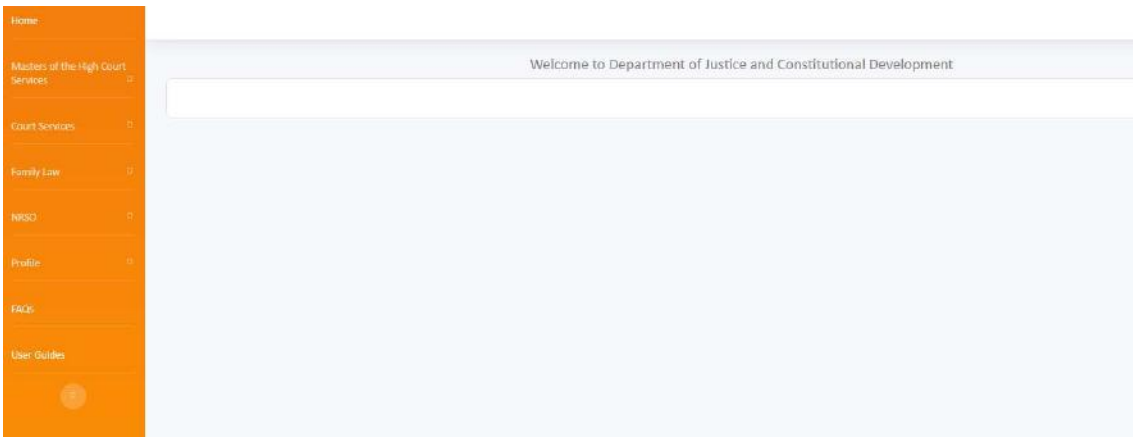 Home
Masters of the High Court
Services
Welcome to Department of Justice and Constitutional Development
Court Services
Family Law
NRSO
Profile
FAQs
User Guides